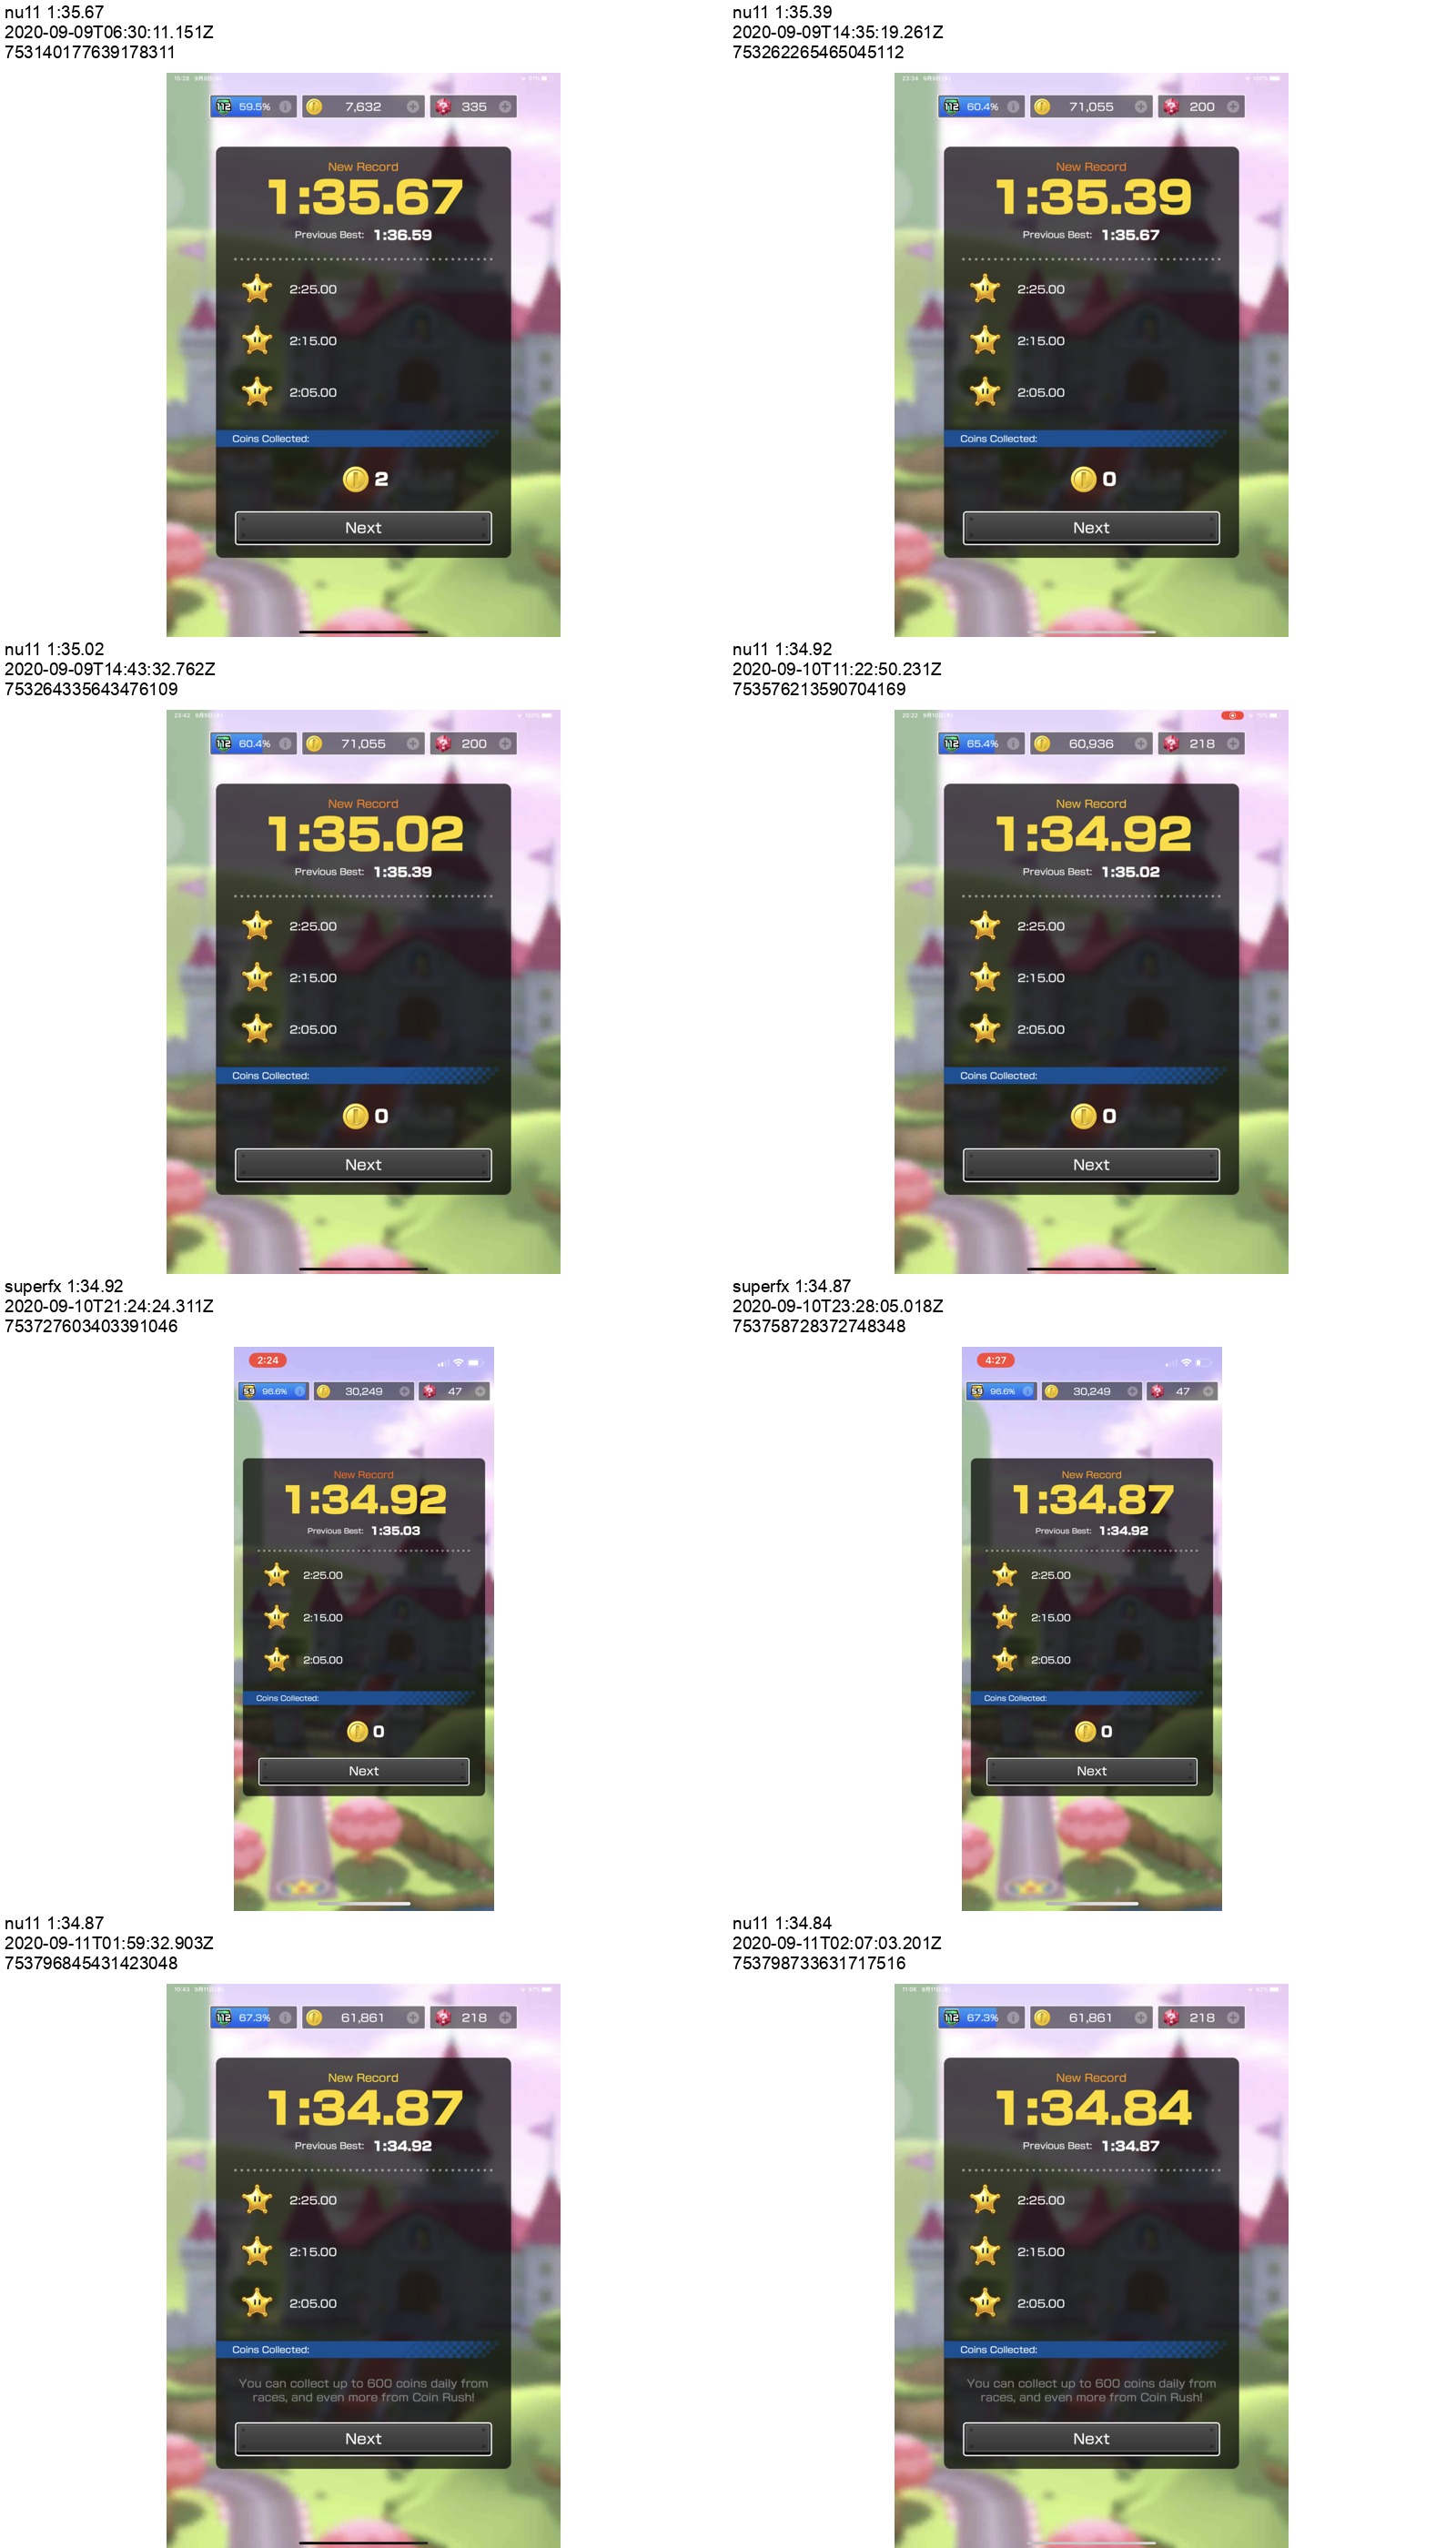 nu11 1:35.67
2020-09-09T06:30:11.151Z
753140177639178311
112 59.5% 7,632 335
New Record
1:35.67
Previous Best: 1:36.59
2:25.00
2:15.00
2:05.00
Coins Collected:
2
Next
nu11 1:35.39
2020-09-09T14:35:19.261Z
753262265465045112
112 60.4% 71,055 200
New Record
1:35.39
Previous Best: 1:35.67
2:25.00
2:15.00
2:05.00
Coins Collected:
0
Next
nu11 1:35.02
2020-09-09T14:43:32.762Z
753264335643476109
112 60.4% 71,055 200
New Record
1:35.02
Previous Best: 1:35.39
2:25.00
2:15.00
2:05.00
Coins Collected:
0
Next
nu11 1:34.92
2020-09-10T11:22:50.231Z
753576213590704169
112 65.4% 60,936 218
New Record
1:34.92
Previous Best: 1:35.02
2:25.00
2:15.00
2:05.00
Coins Collected:
0
Next
superfx 1:34.92
2020-09-10T21:24:24.311Z
753727603403391046
2:24
96.6% 30,249 47
New Record
1:34.92
Previous Best: 1:35.03
2:25.00
2:15.00
2:05.00
Coins Collected:
0
Next
superfx 1:34.87
2020-09-10T23:28:05.018Z
753758728372748348
4:27
96.6% 30,249 47
New Record
1:34.87
Previous Best: 1:34.92
2:25.00
2:15.00
2:05.00
Coins Collected:
0
Next
nu11 1:34.87
2020-09-11T01:59:32.903Z
753796845431423048
112 67.3% 61,861 218
New Record
1:34.87
Previous Best: 1:34.92
2:25.00
2:15.00
2:05.00
Coins Collected:
You can collect up to 600 coins daily from
races, and even more from Coin Rush!
Next
nu11 1:34.84
2020-09-11T02:07:03.201Z
753798733631717516
112 67.3% 61,861 218
New Record
1:34.84
Previous Best: 1:34.87
2:25.00
2:15.00
2:05.00
Coins Collected:
You can collect up to 600 coins daily from
races, and even more from Coin Rush!
Next